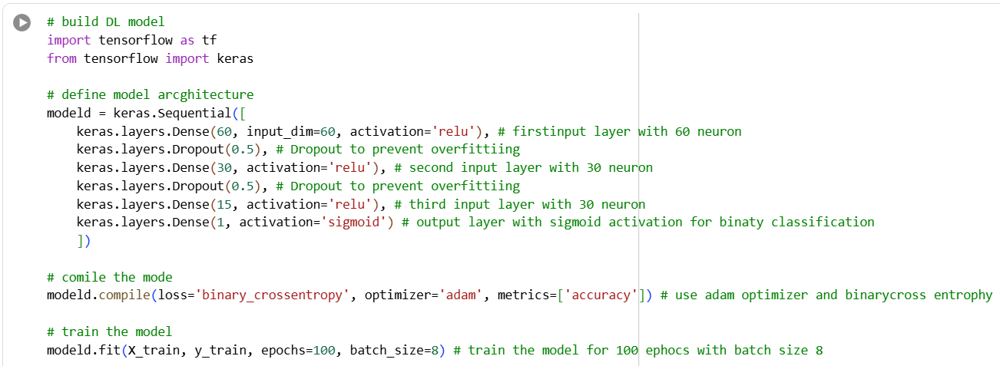 # build DL model
import tensorflow as tf
from tensorflow import keras
# define model arcghitecture
modeld = keras.Sequential([
    keras.layers.Dense(60, input_dim=60, activation='relu'), # firstinput layer with 60 neuron
    keras.layers.Dropout(0.5), # Dropout to prevent overfittiing
    keras.layers.Dense(30, activation='relu'), # second input layer with 30 neuron
    keras.layers.Dropout(0.5), # Dropout to prevent overfittiing
    keras.layers.Dense(15, activation='relu'), # third input layer with 30 neuron
    keras.layers.Dense(1, activation='sigmoid') # output layer with sigmoid activation for binaty classification
    ])
# comile the mode
modeld.compile(loss='binary_crossentropy', optimizer='adam', metrics=['accuracy']) # use adam optimizer and binarycross entrophy
# train the model
modeld.fit(X_train, y_train, epochs=100, batch_size=8) # train the model for 100 ephocs with batch size 8